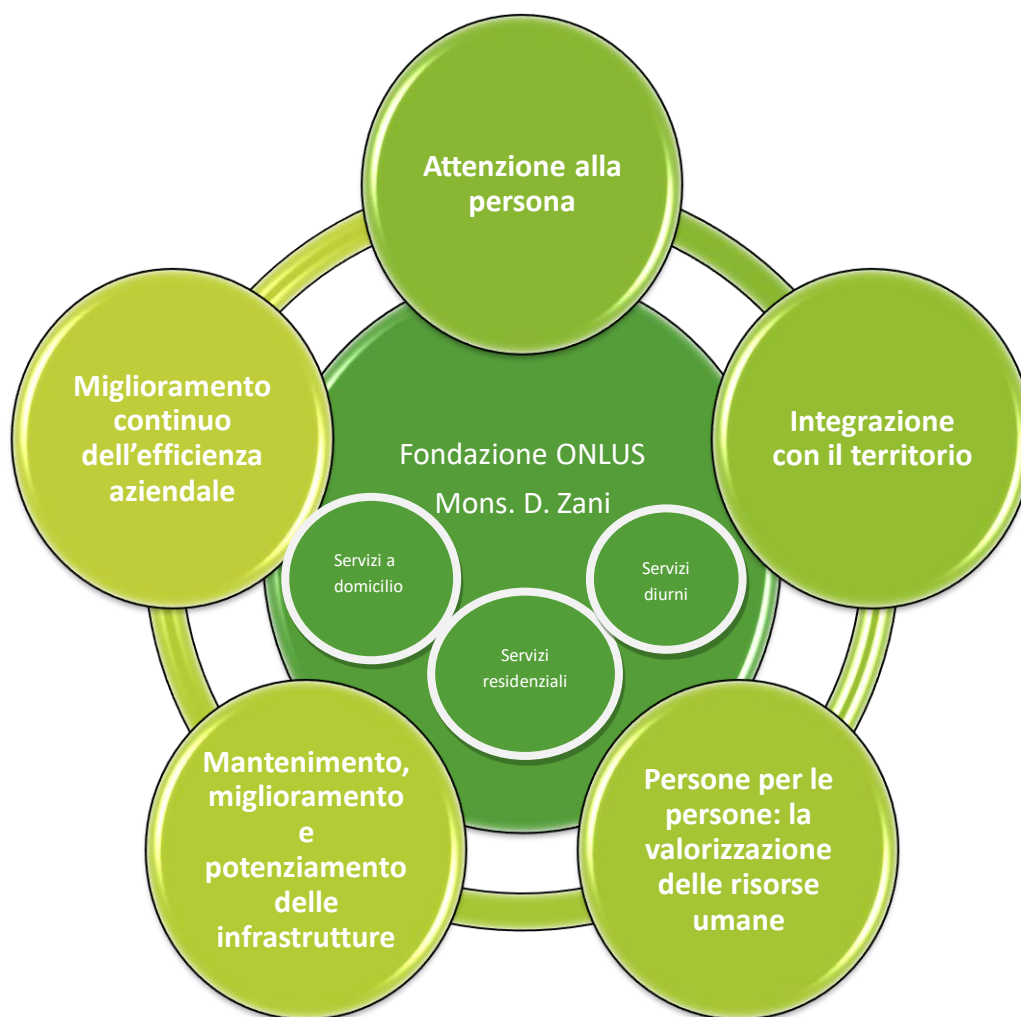 Attenzione alla
persona
Miglioramento
continuo
dell’efficienza
aziendale
Integrazione
con il territorio
Fondazione ONLUS
Mons. D. Zani
Servizi a
domicilio
Servizi
diurni
Servizi
residenziali
Mantenimento,
miglioramento
e
potenziamento
delle
infrastrutture
Persone per le
persone: la
valorizzazione
delle risorse
umane